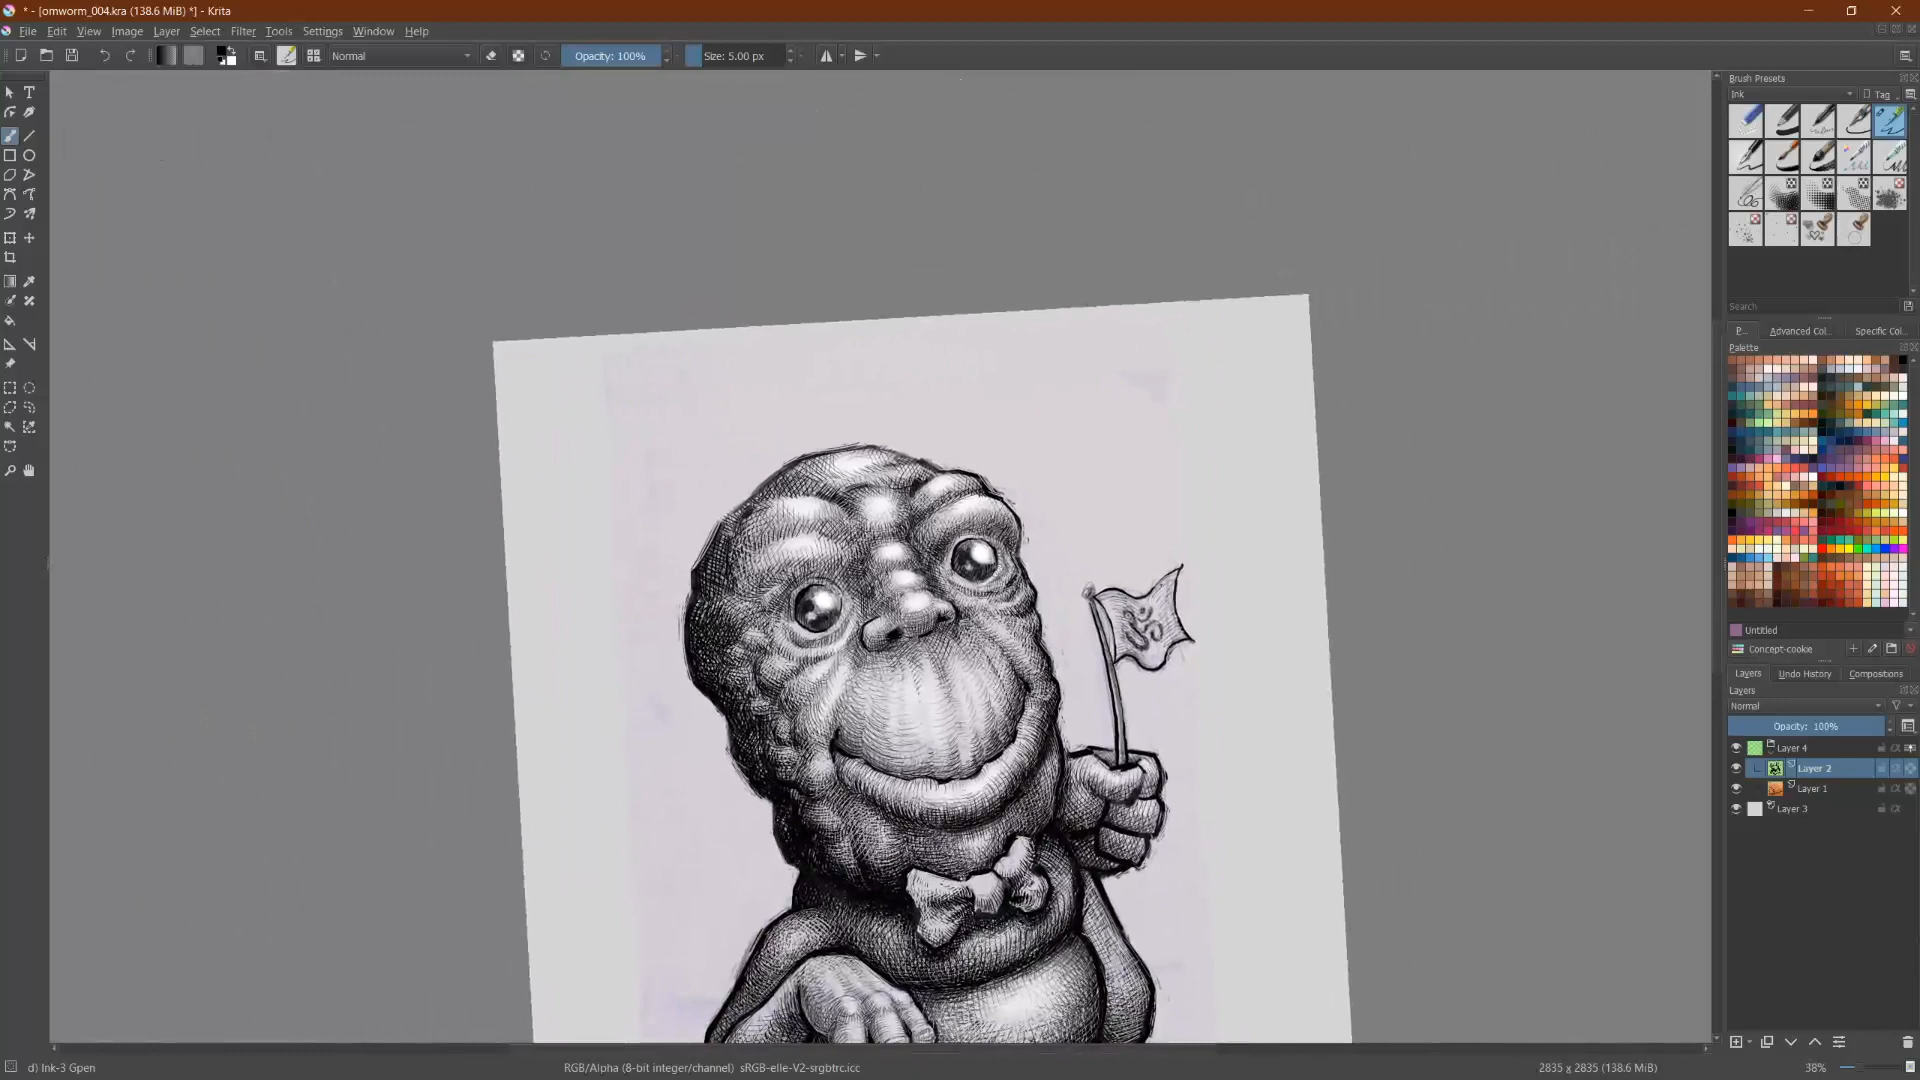 * - [omworm_004.kra (138.6 MiB) *] - Krita
File Edit View Image Layer Select Filter Tools Settings Window Help
Normal
Opacity: 100%
Size: 5.00 px
Brush Presets
Ink
Tag
Search
P...
Advanced Col...
Specific Col...
Palette
ॐ
Untitled
Concept-cookie
Layers
Undo History
Compositions
Layers
Normal
Opacity: 100%
Layer 4
Layer 2
Layer 1
Layer 3
d) Ink-3 Gpen
RGB/Alpha (8-bit integer/channel) sRGB-elle-V2-srgbtrc.icc
2835 x 2835 (138.6 MiB)
38%